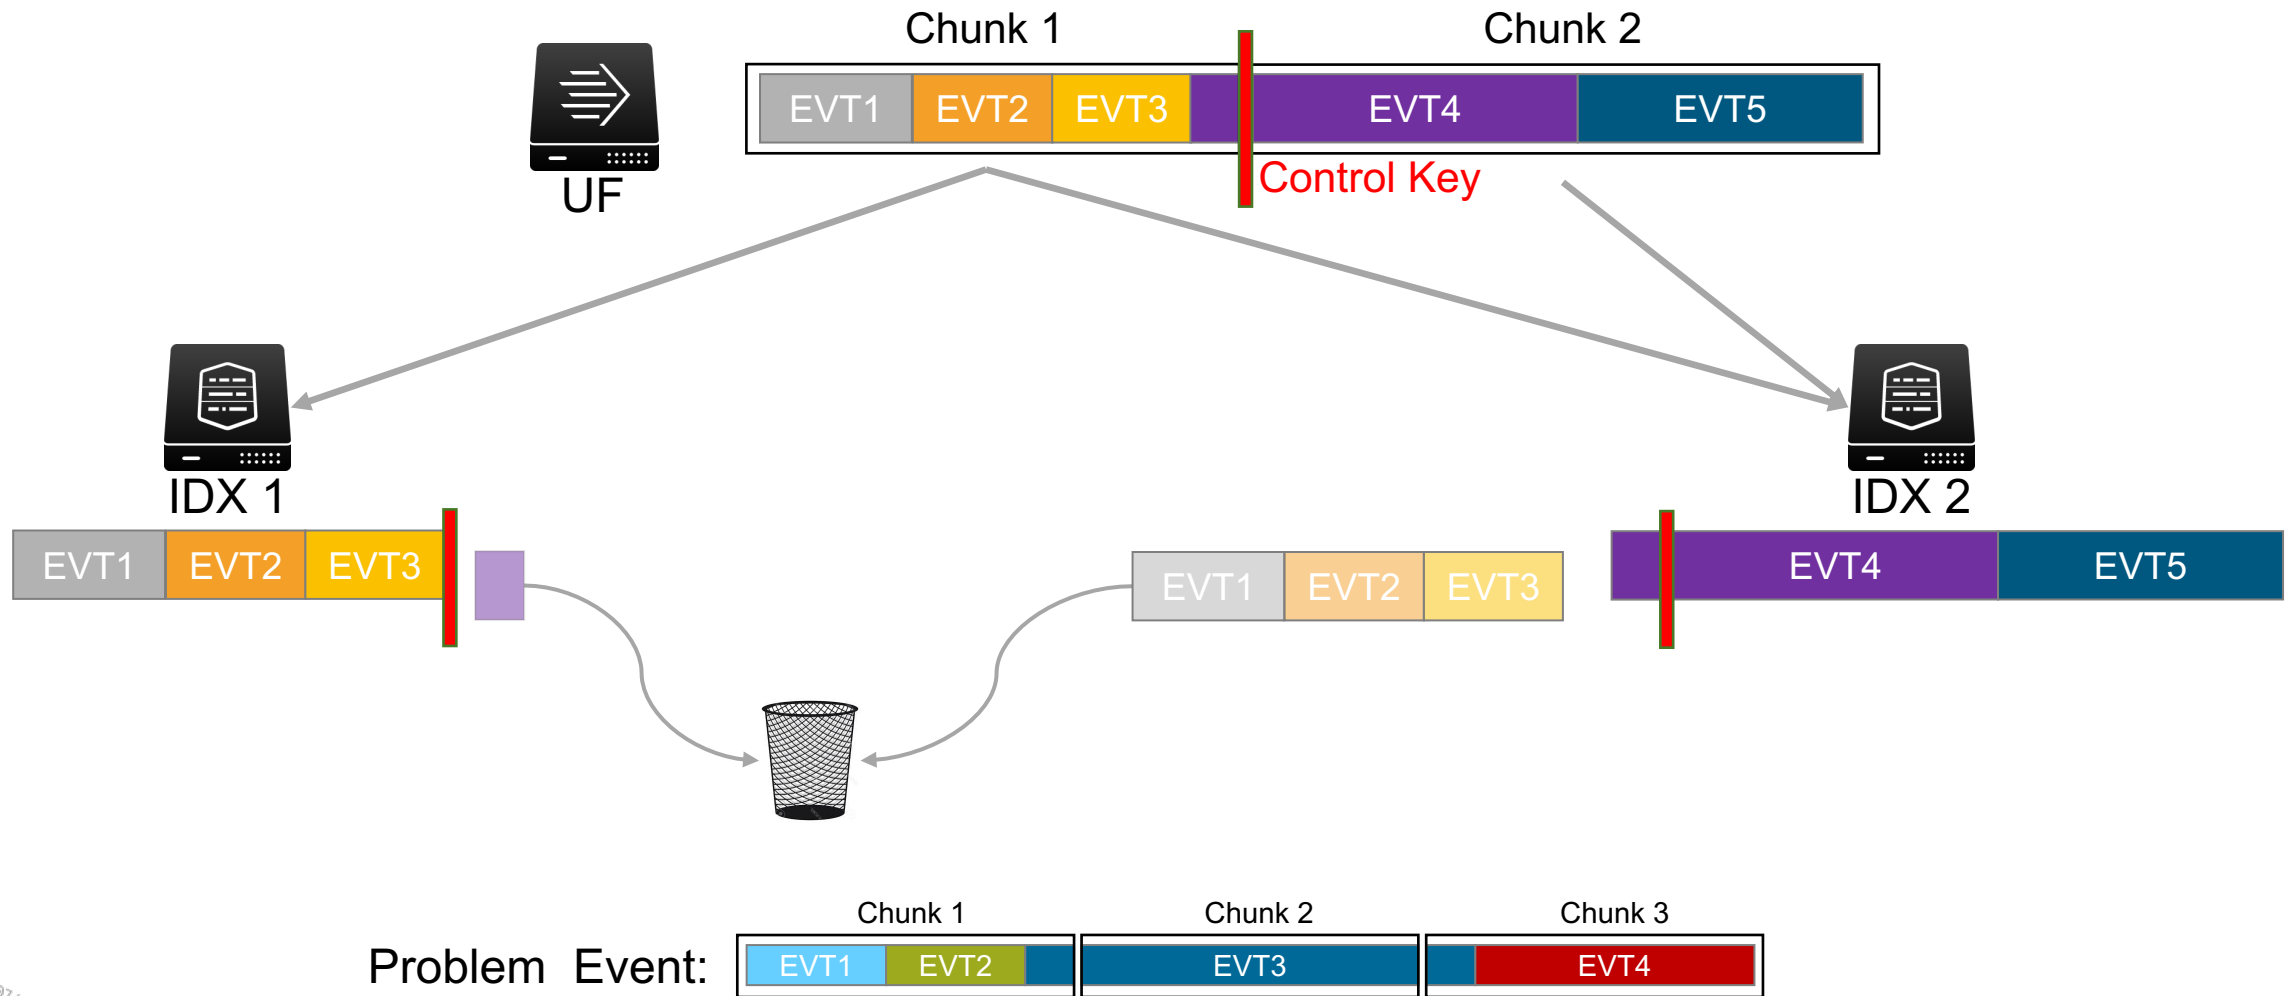 Chunk 1 Chunk 2
EVT1 EVT2 EVT3 EVT4 EVT5
Control Key
UF
IDX 1 IDX 2
EVT1 EVT2 EVT3 EVT1 EVT2 EVT3 EVT4 EVT5
Chunk 1 Chunk 2 Chunk 3
Problem Event: EVT1 EVT2 EVT3 EVT4